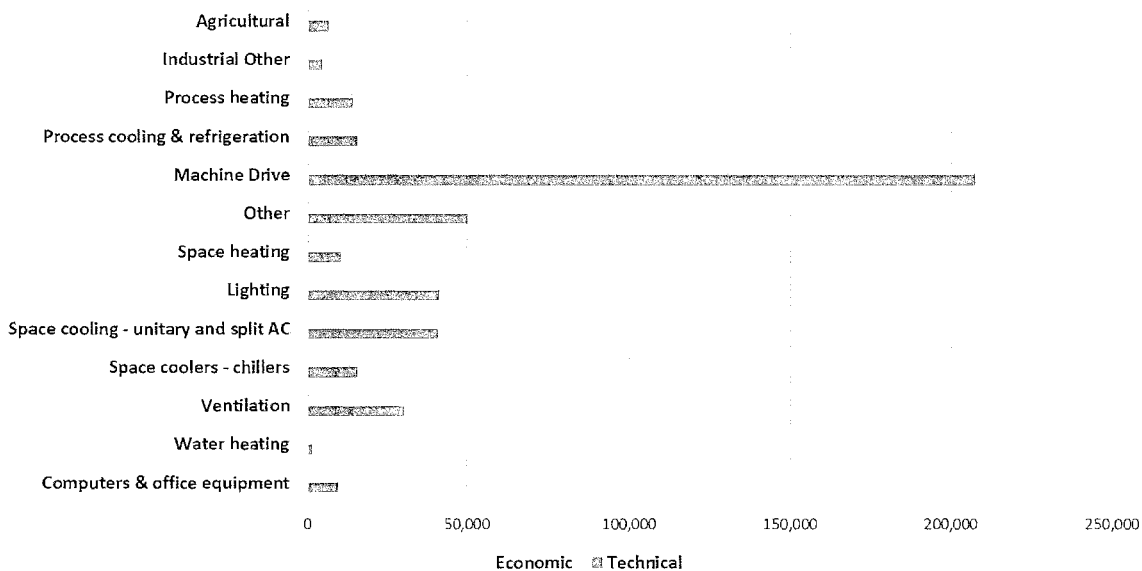 Agricultural
Industrial Other
Process heating
Process cooling & refrigeration
Machine Drive
Other
Space heating
Lighting
Space cooling - unitary and split AC
Space coolers - chillers
Ventilation
Water heating
Computers & office equipment
0 50,000 100,000 150,000 200,000 250,000
Economic Technical